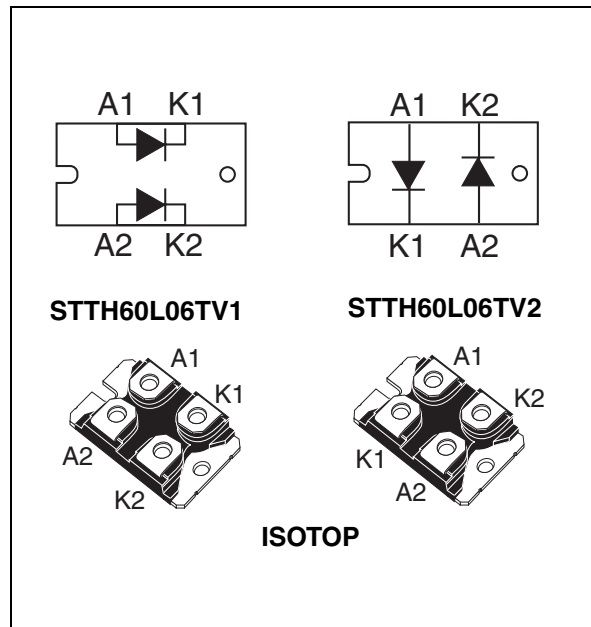 A1 K1
A2 K2
STTH60L06TV1
A1 K2
K1 A2
STTH60L06TV2
A1
K1
A2
K2
A1
K2
K1
A2
ISOTOP